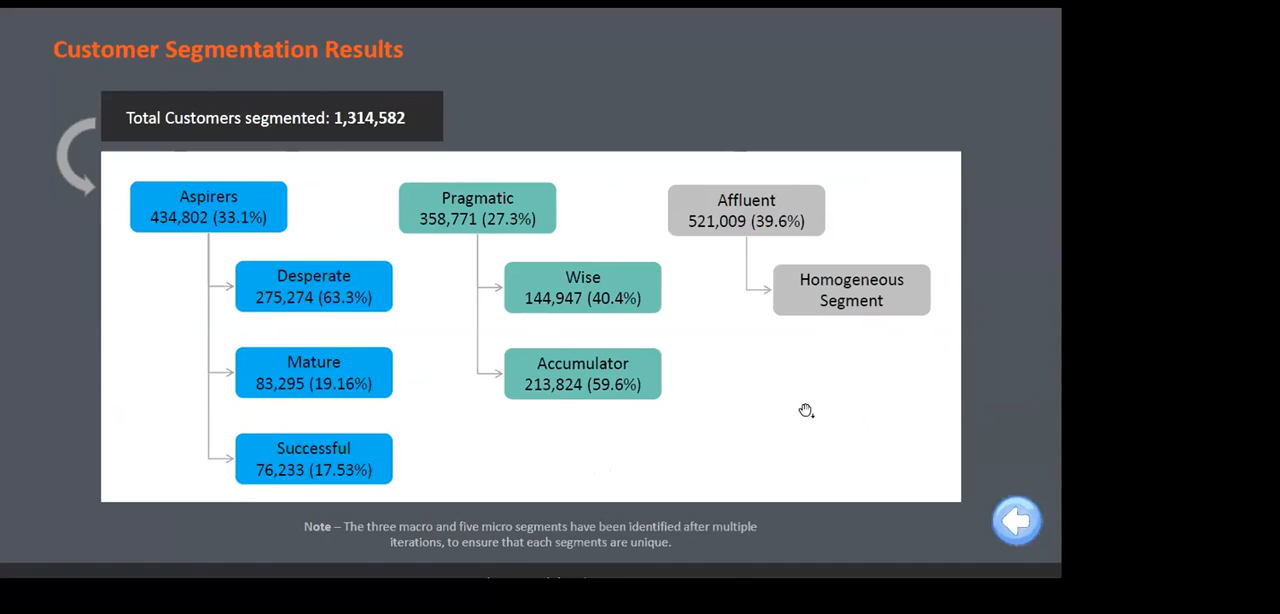 Customer Segmentation Results
Total Customers segmented: 1,314,582
Aspirers
434,802 (33.1%)
Desperate
275,274 (63.3%)
Mature
83,295 (19.16%)
Successful
76,233 (17.53%)
Pragmatic
358,771 (27.3%)
Wise
144,947 (40.4%)
Accumulator
213,824 (59.6%)
Affluent
521,009 (39.6%)
Homogeneous
Segment
Note – The three macro and five micro segments have been identified after multiple
iterations, to ensure that each segments are unique.